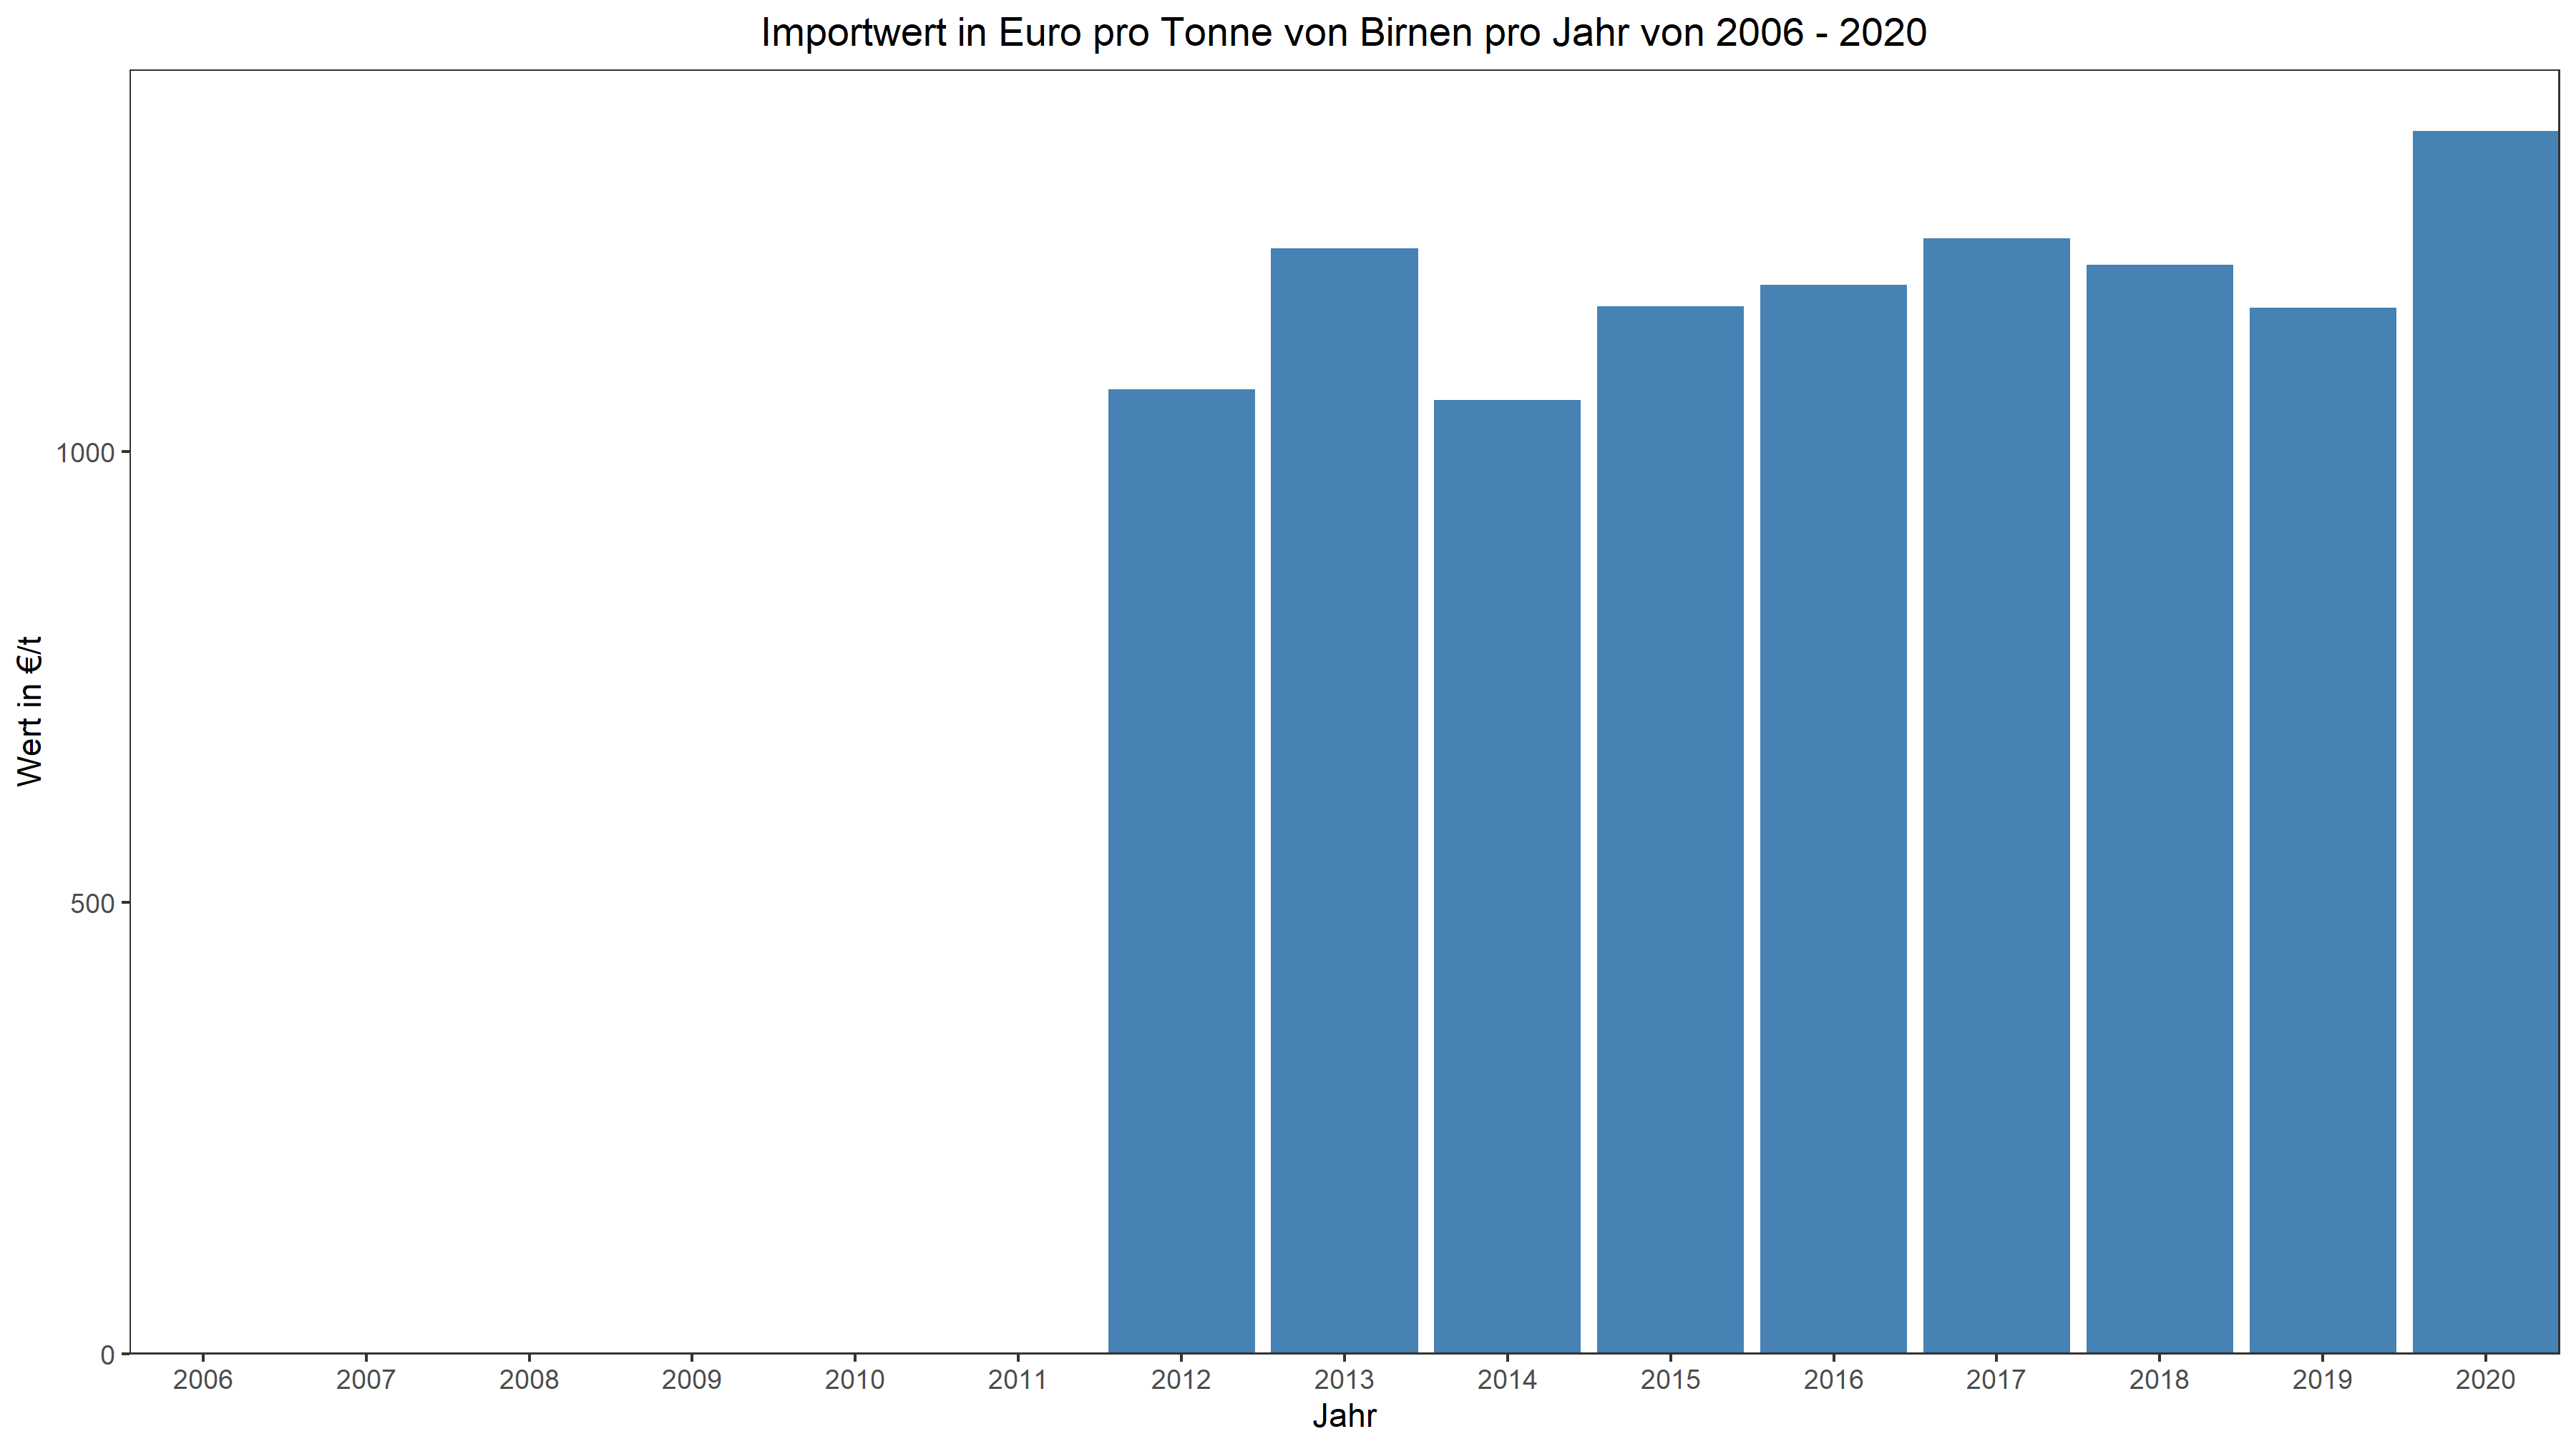 Importwert in Euro pro Tonne von Birnen pro Jahr von 2006 - 2020
Wert in €/t
1000
500
0
2006 2007 2008 2009 2010 2011 2012 2013 2014 2015 2016 2017 2018 2019 2020
Jahr